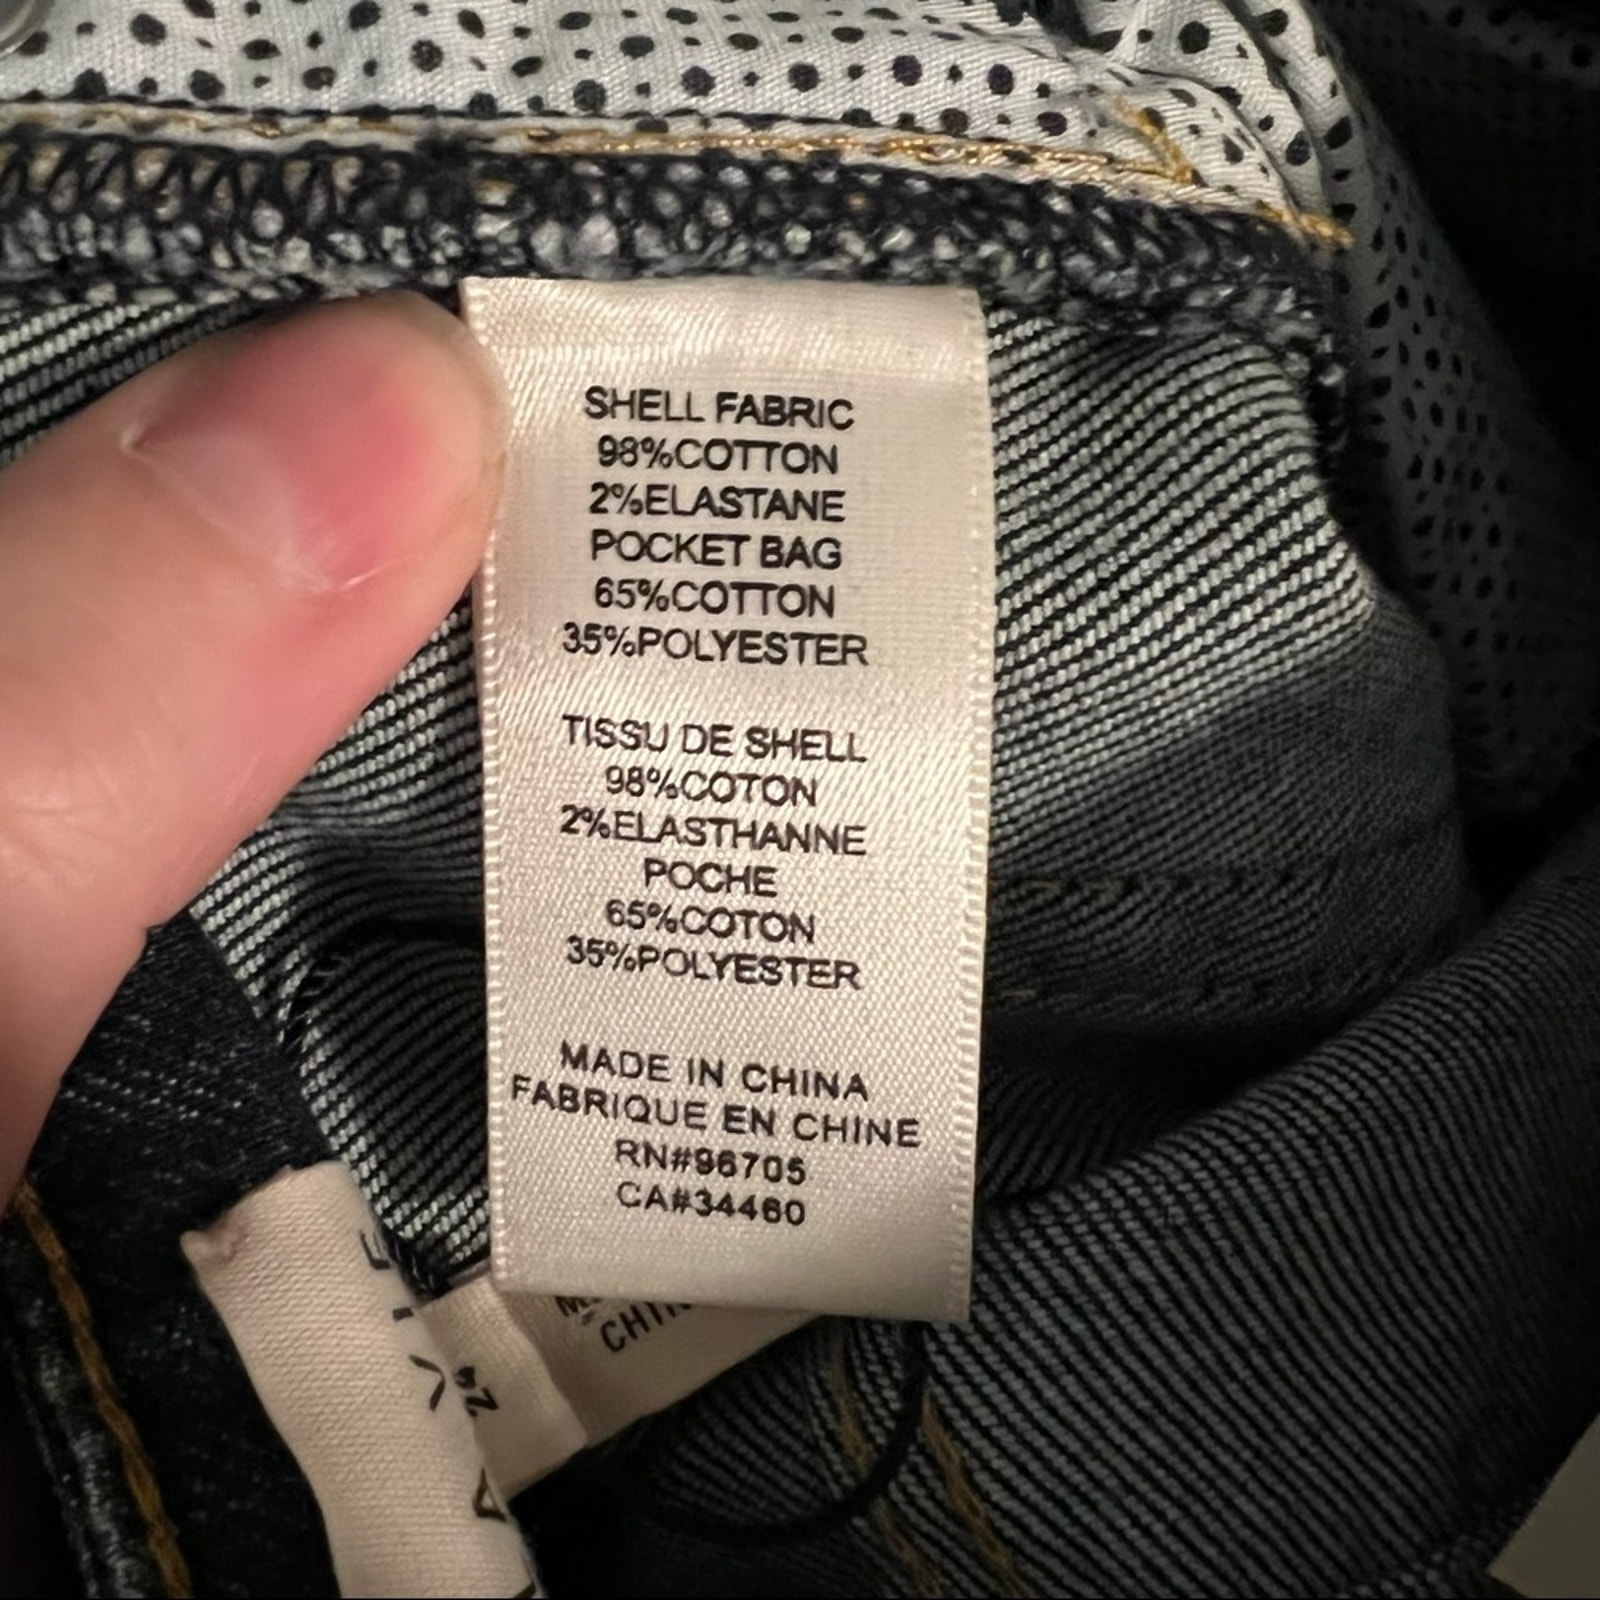 SHELL FABRIC
98%COTTON
2%ELASTANE
POCKET BAG
65%COTTON
35%POLYESTER
TISSU DE SHELL
98%COTON
2%ELASTHANNE
POCHE
65%COTON
35%POLYESTER
MADE IN CHINA
FABRIQUE EN CHINE
RN#96705
CA#34460